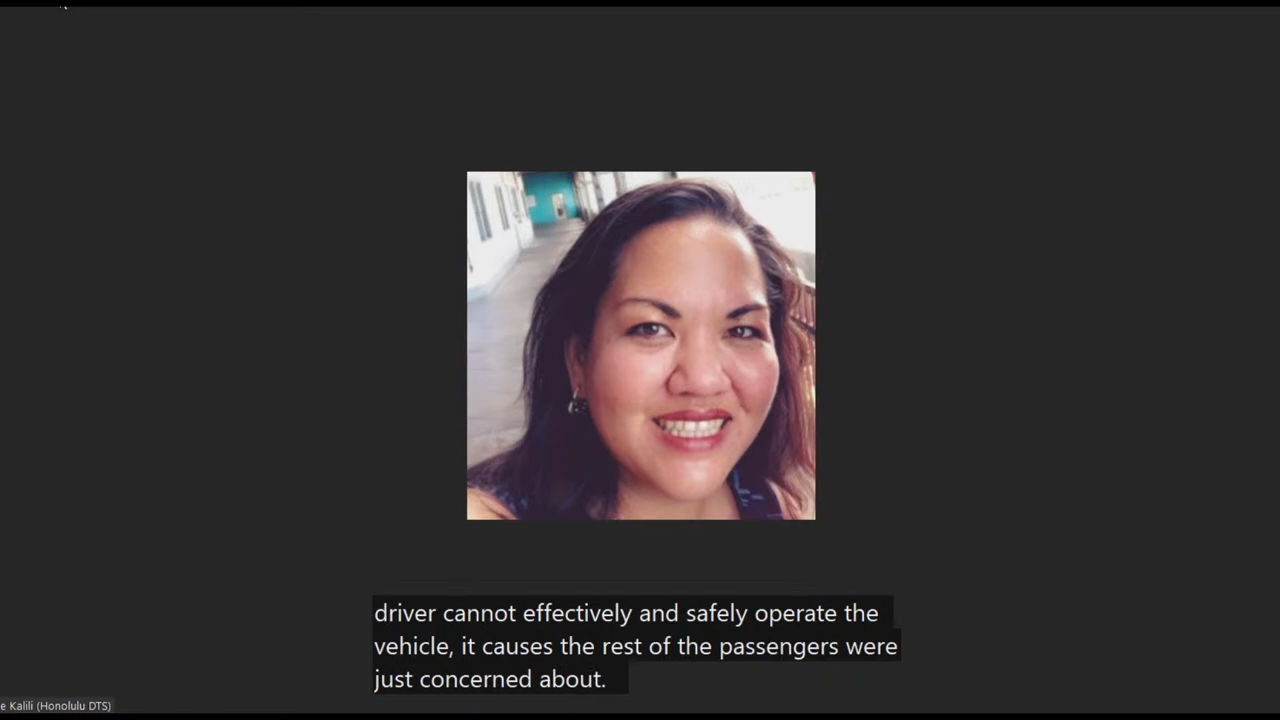 driver cannot effectively and safely operate the
vehicle, it causes the rest of the passengers were
just concerned about.
e Kalili (Honolulu DTS)